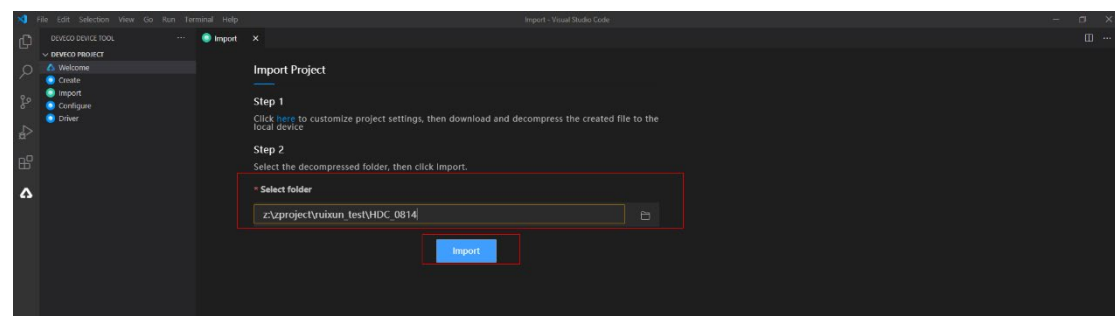 File Edit Selection View Go Run Terminal Help
Import - Visual Studio Code
DEVECO DEVICE TOOL ···
Import ×
DEVECO PROJECT
Welcome
Create
Import
Configure
Driver
Import Project
Step 1
Click here to customize project settings, then download and decompress the created file to the
local device
Step 2
Select the decompressed folder, then click Import.
* Select folder
z:\zproject\ruixun_test\HDC_0814
Import